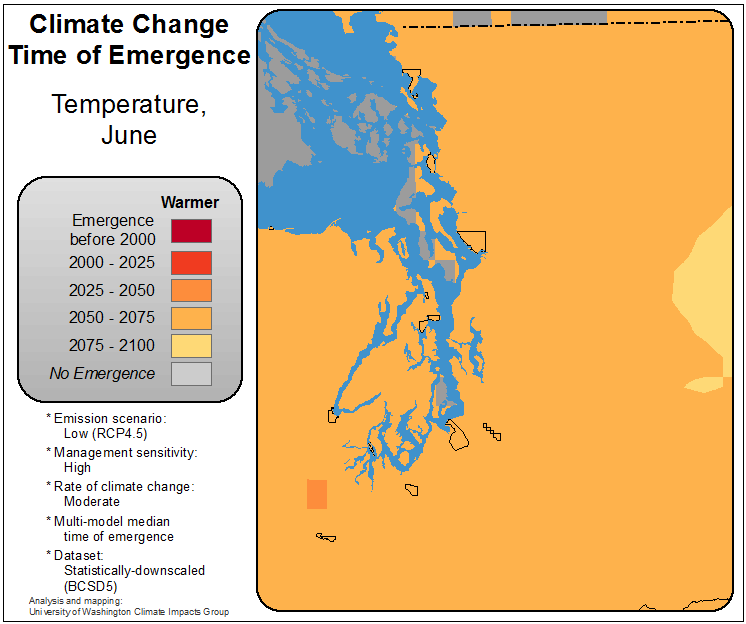 Climate Change
Time of Emergence
Temperature,
June
Warmer
Emergence
before 2000
2000 - 2025
2025 - 2050
2050 - 2075
2075 - 2100
No Emergence
* Emission scenario:
Low (RCP4.5)
* Management sensitivity:
High
* Rate of climate change:
Moderate
* Multi-model median
time of emergence
* Dataset:
Statistically-downscaled
(BCSD5)
Analysis and mapping:
University of Washington Climate Impacts Group